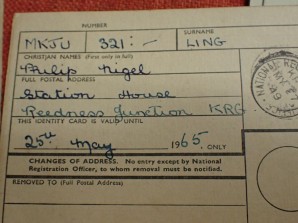 NUMBER SURNAME
MKJU 321:- LING
CHRISTIAN NAMES (First only in full)
Philip Nigel
FULL POSTAL ADDRESS
Station House
Reedness Junction KRG.
THIS IDENTITY CARD IS VALID UNTIL
25th May 1965. ONLY
CHANGES OF ADDRESS. No entry except by National
Registration Officer, to whom removal must be notified.
REMOVED TO (Full Postal Address)
NATIONAL RE